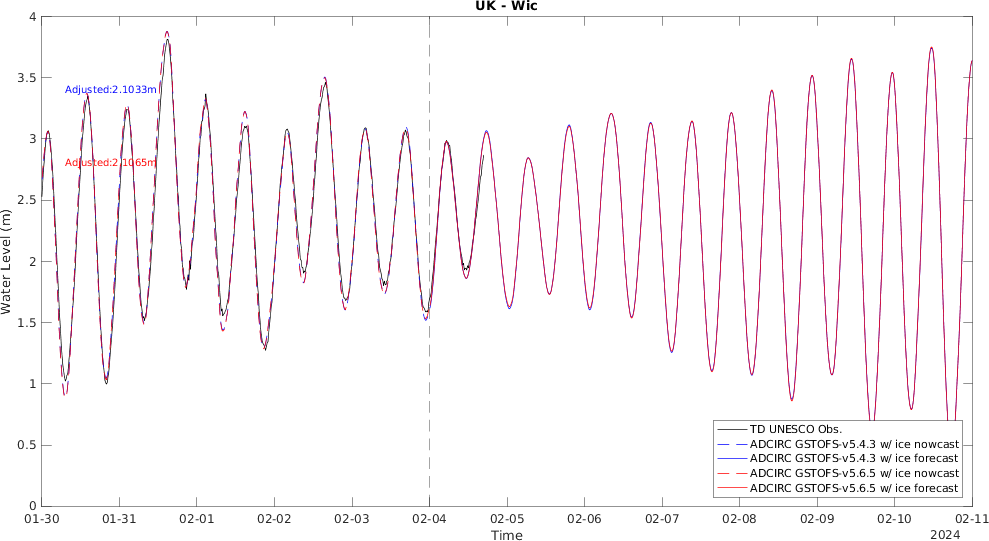 UK - Wic
4
3.5
3
2.5
2
1.5
1
0.5
0
Water Level (m)
Adjusted:2.1033m
Adjusted:2.1065m
TD UNESCO Obs.
ADCIRC GSTOFS-v5.4.3 w/ ice nowcast
ADCIRC GSTOFS-v5.4.3 w/ ice forecast
ADCIRC GSTOFS-v5.6.5 w/ ice nowcast
ADCIRC GSTOFS-v5.6.5 w/ ice forecast
01-30 01-31 02-01 02-02 02-03 02-04 02-05 02-06 02-07 02-08 02-09 02-10 02-11
Time
2024